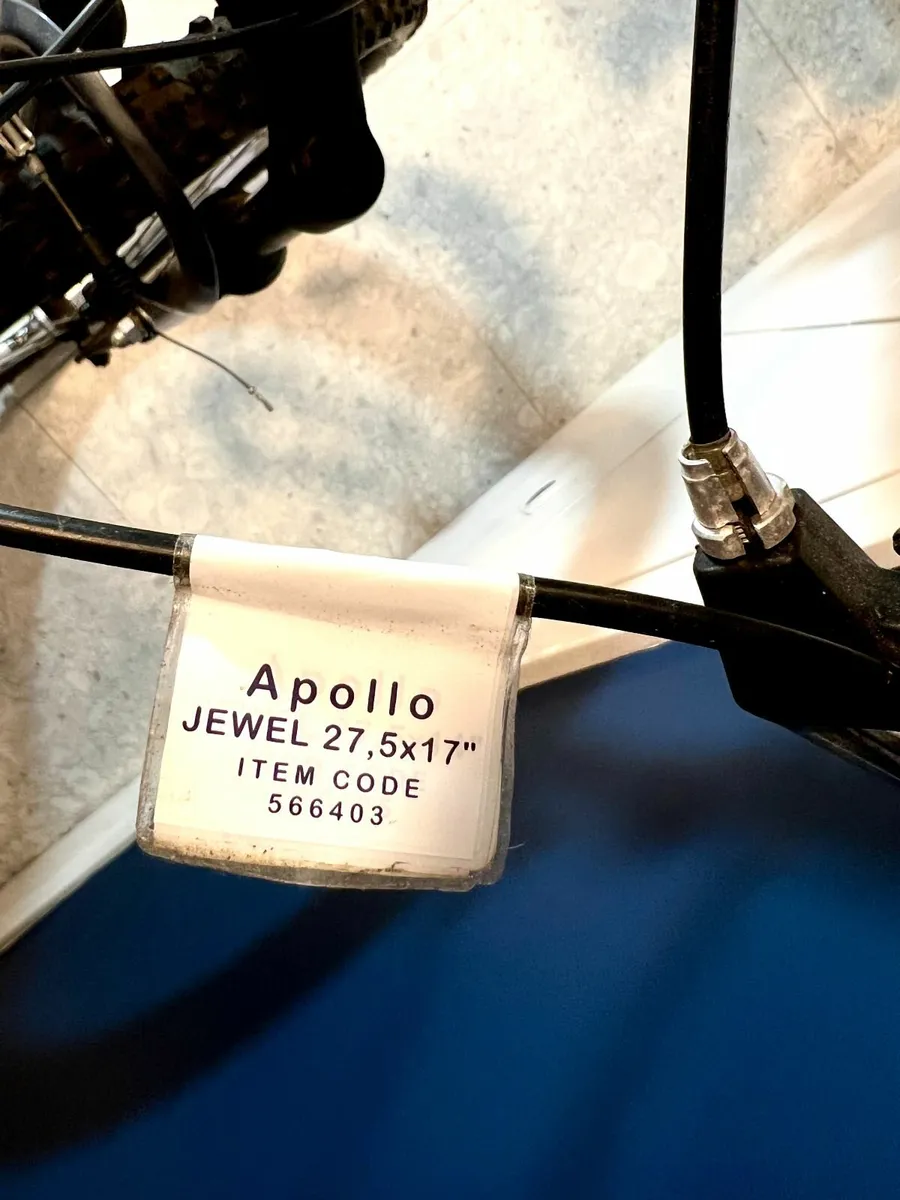 Apollo
JEWEL 27,5x17"
ITEM CODE
566403